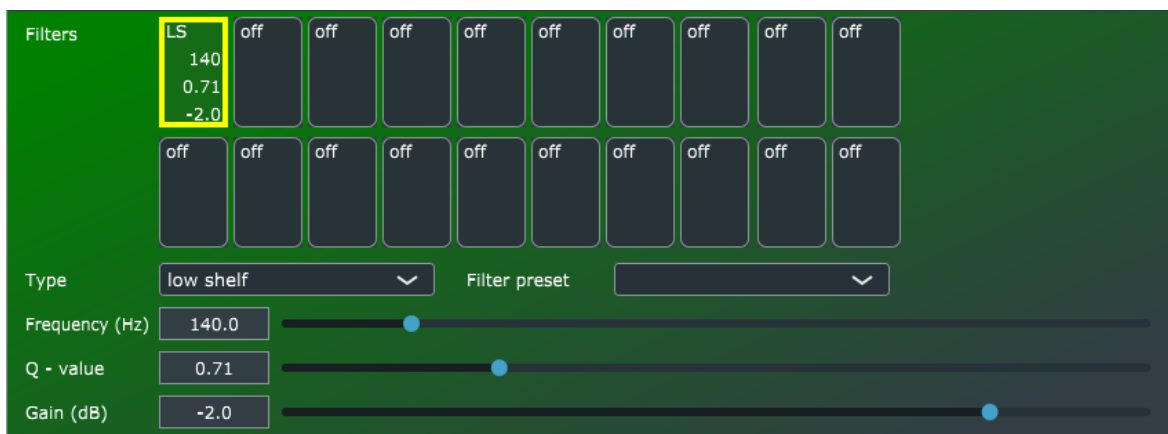 Filters LS off off off off off off off off off
140
0.71
-2.0
off off off off off off off off off off
Type low shelf Filter preset
Frequency (Hz) 140.0
Q - value 0.71
Gain (dB) -2.0